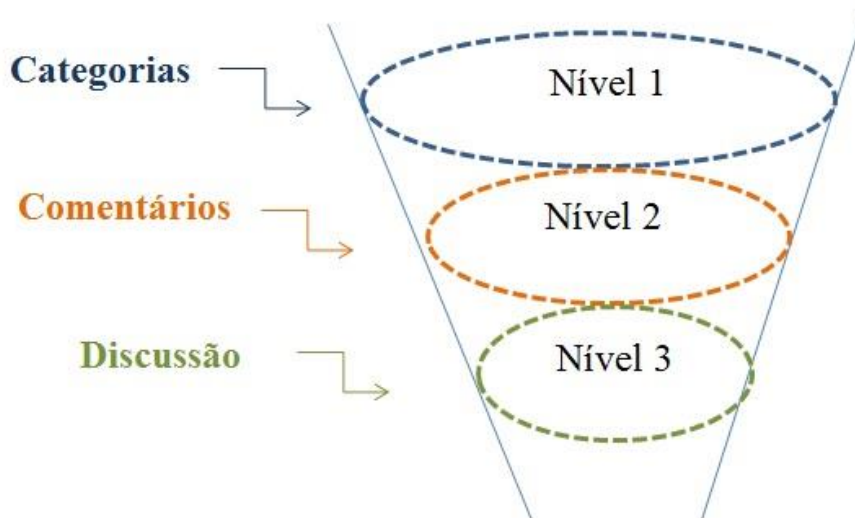 Categorias
Nível 1
Comentários
Nível 2
Discussão
Nível 3